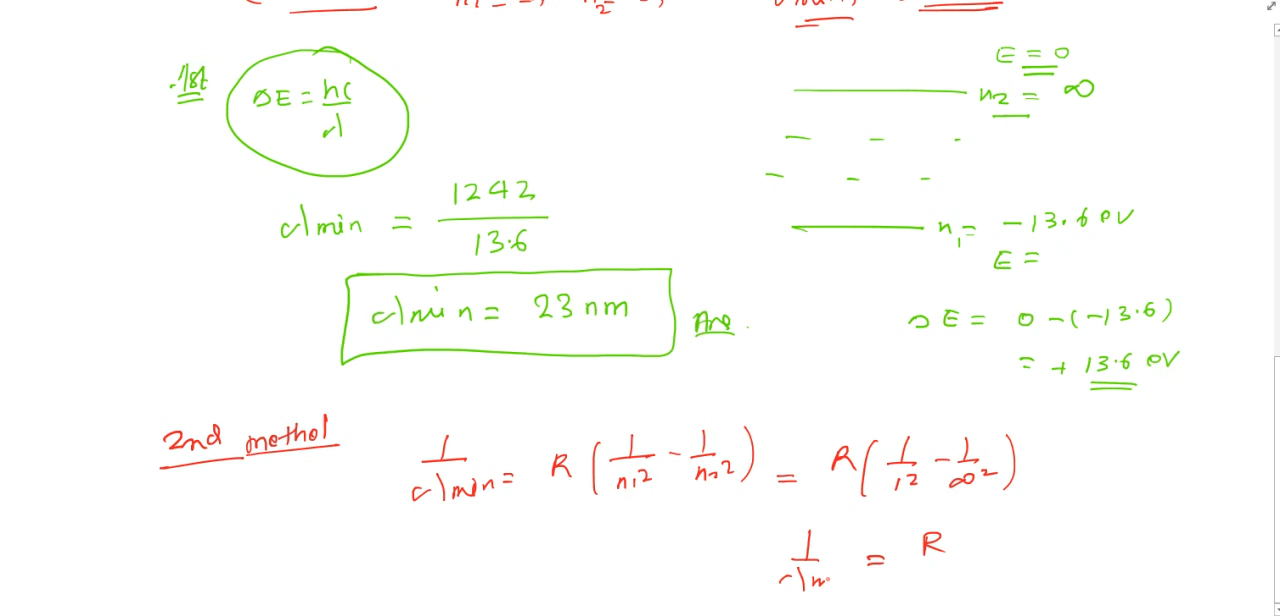 1st ΔE = hc/λ
E = 0
n2 = ∞
λmin = 1242/13.6
n1 = -13.6 eV
E =
λmin = 23 nm Ans.
ΔE = 0 - (-13.6)
= + 13.6 eV
2nd methol
1/λmin = R(1/n1² - 1/n2²) = R(1/1² - 1/∞²)
1/λm = R